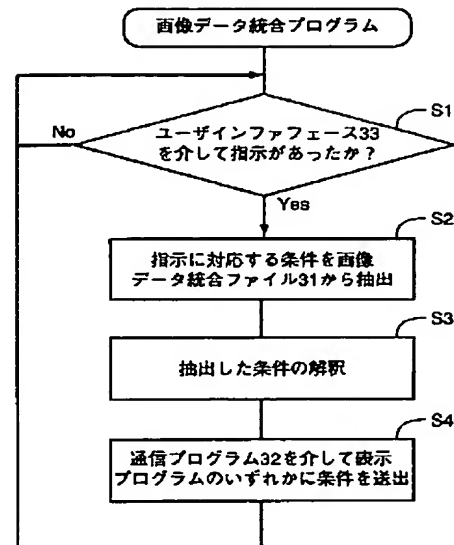 画像データ統合プログラム
S1
No
ユーザインファフェース33
を介して指示があったか？
Yes
S2
指示に対応する条件を画像
データ統合ファイル31から抽出
S3
抽出した条件の解釈
S4
通信プログラム32を介して表示
プログラムのいずれかに条件を送出